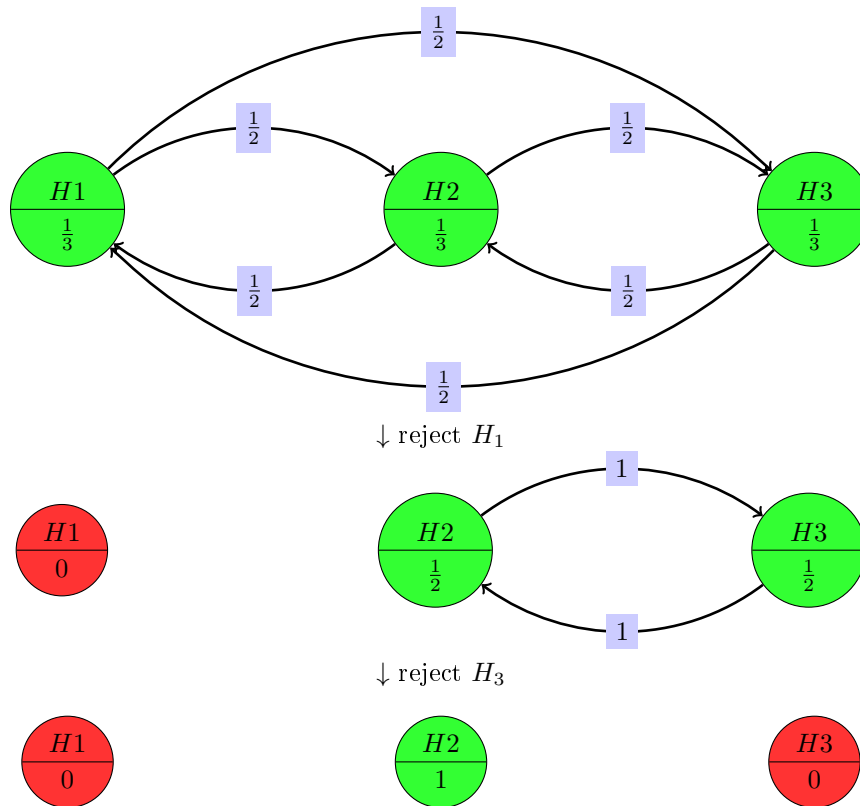 1/2
1/2 1/2
H1 H2 H3
1/3 1/3 1/3
1/2 1/2
1/2
↓ reject H₁
1
H1 H2 H3
0 1/2 1/2
1
↓ reject H₃
H1 H2 H3
0 1 0